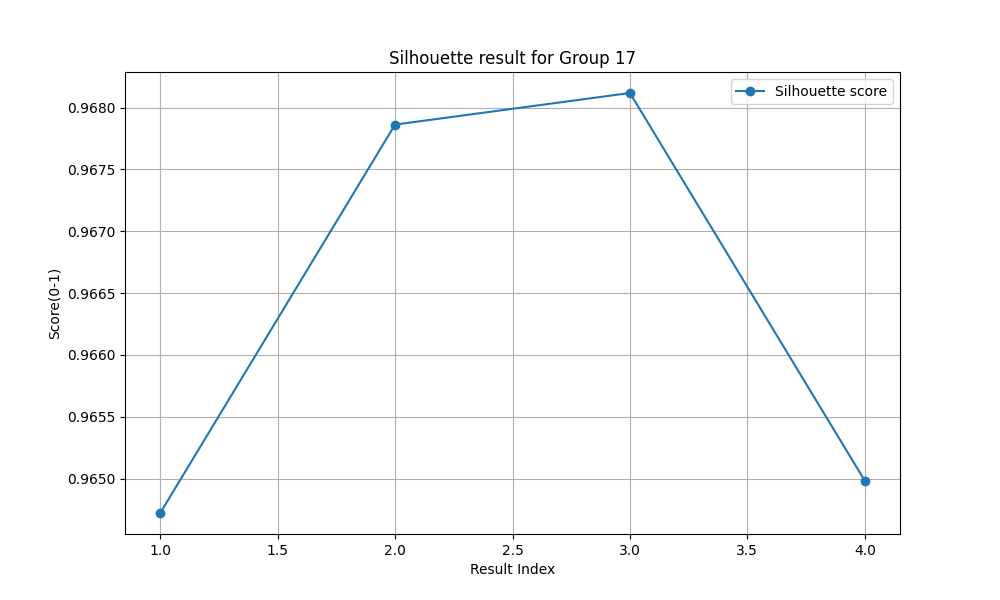 Silhouette result for Group 17
Silhouette score
Score(0-1)
0.9680
0.9675
0.9670
0.9665
0.9660
0.9655
0.9650
1.0 1.5 2.0 2.5 3.0 3.5 4.0
Result Index